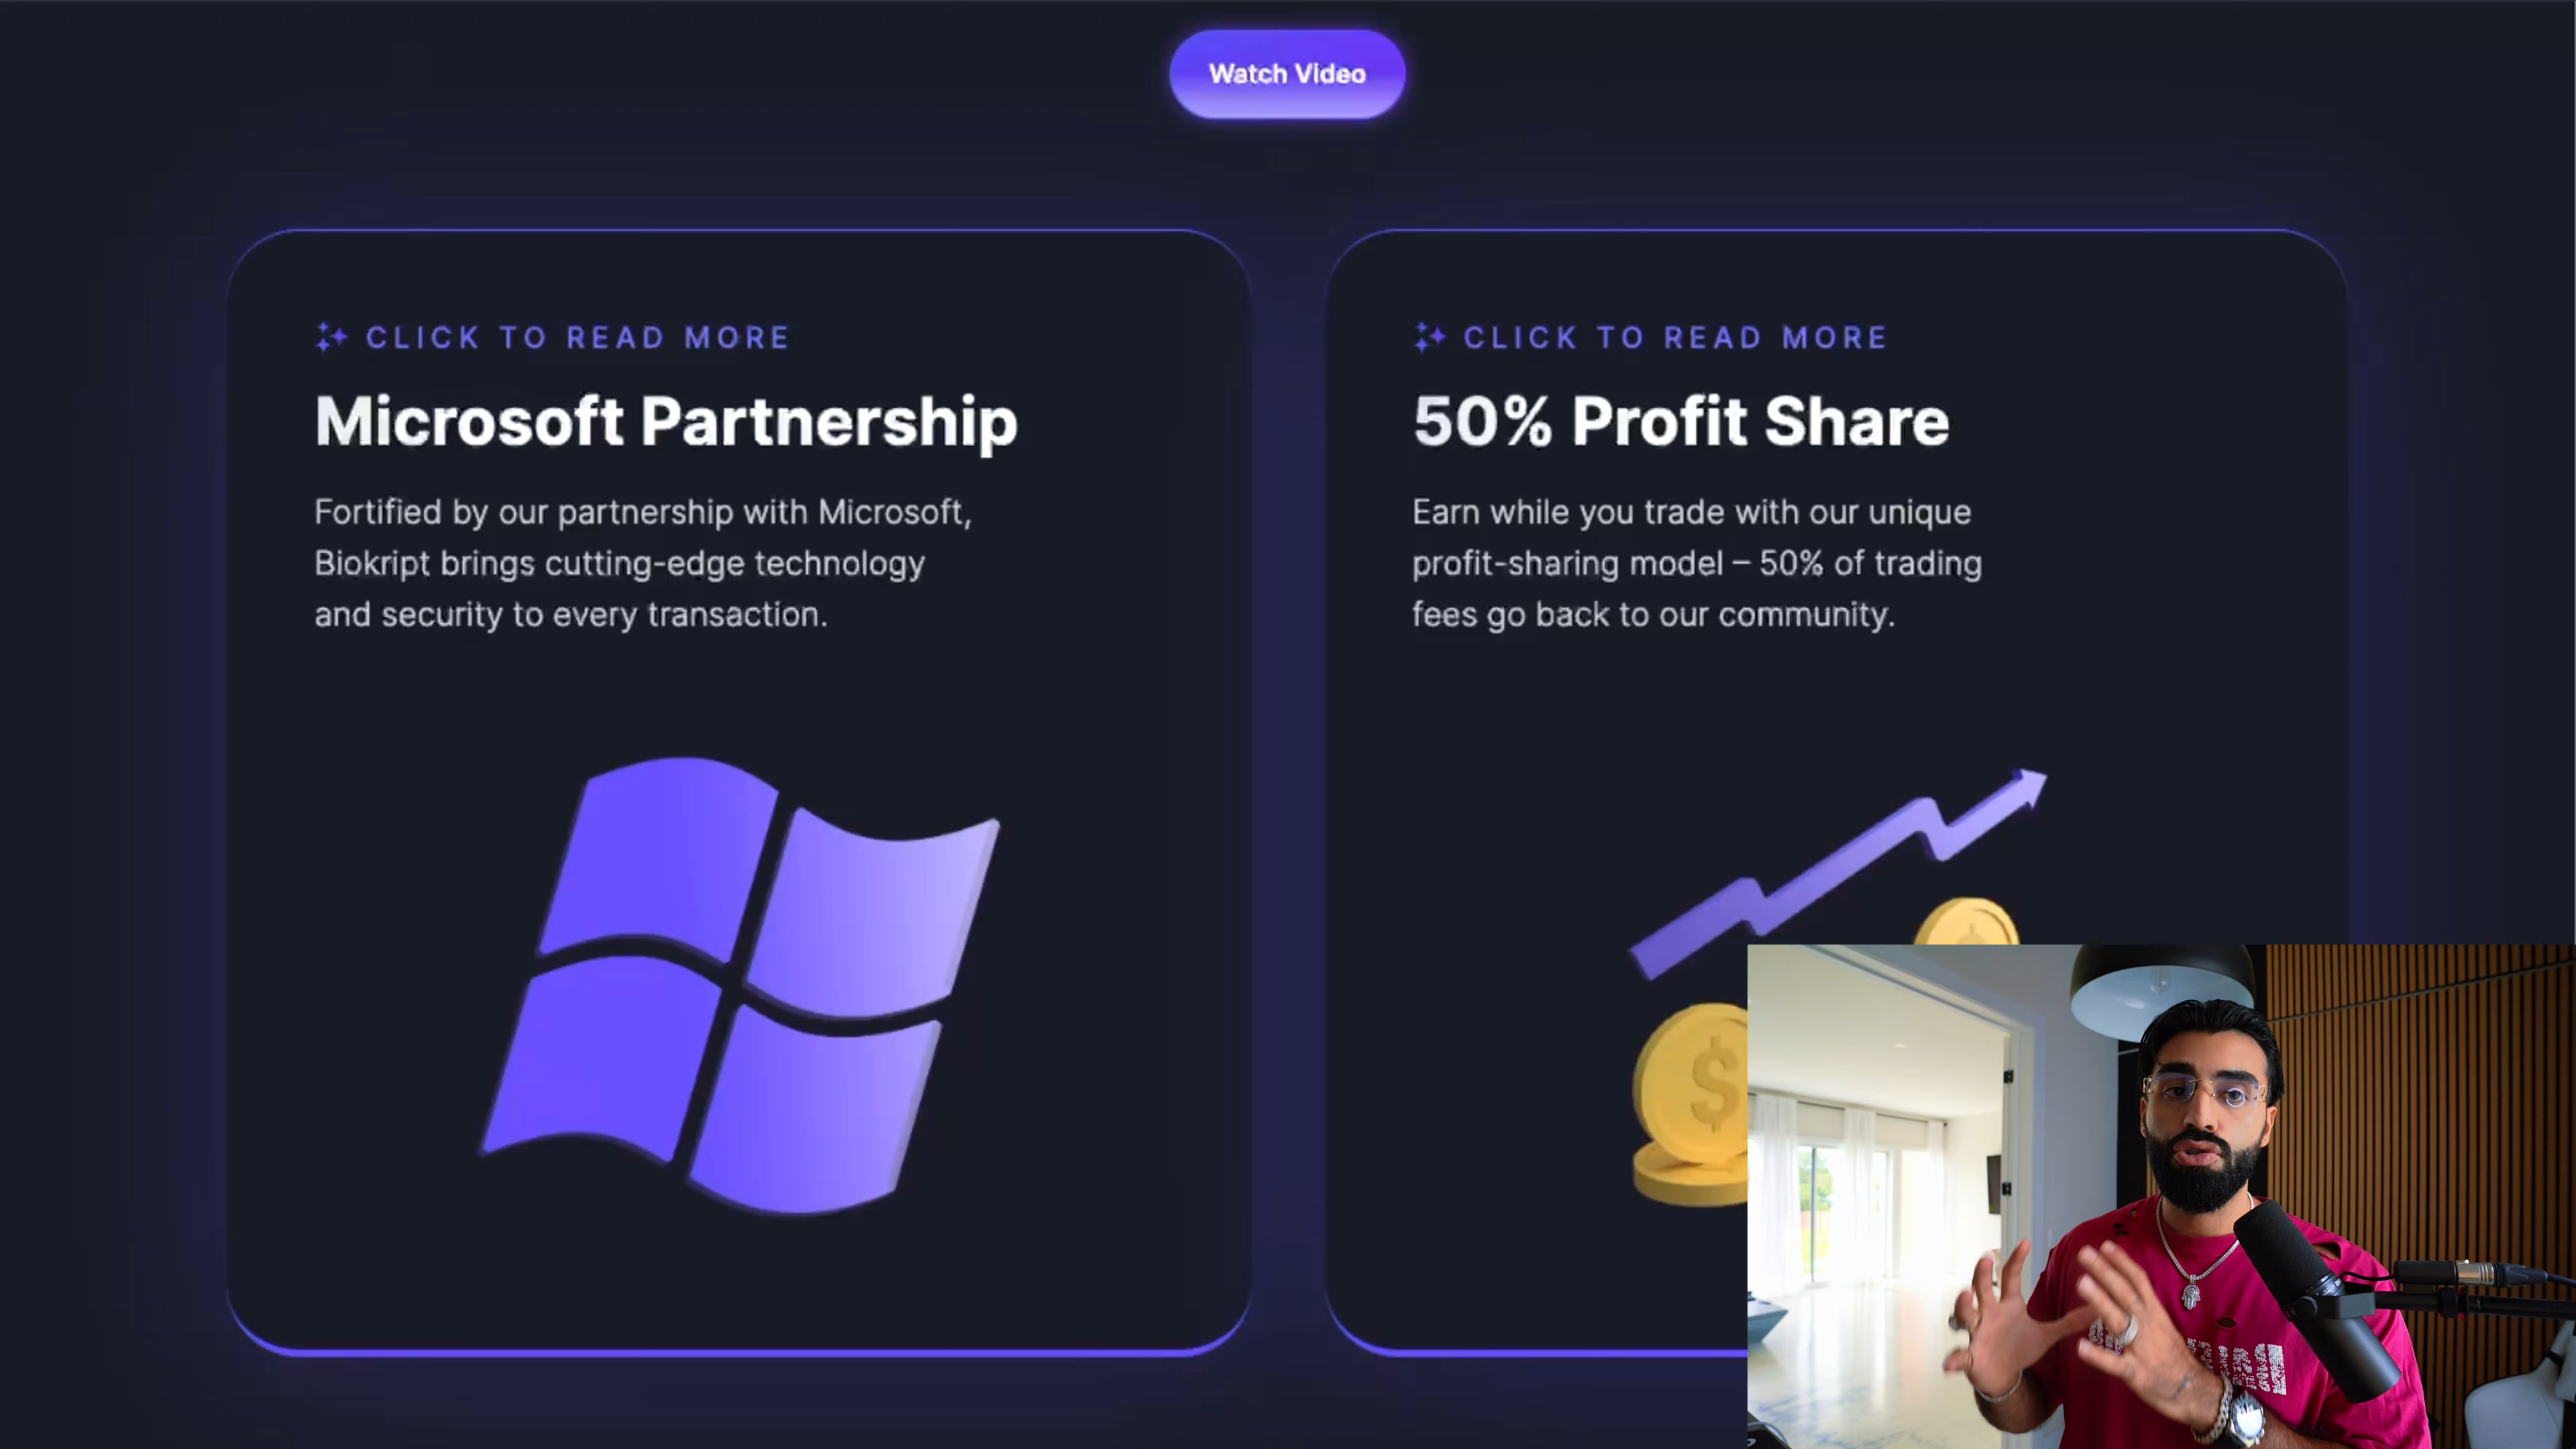 Watch Video
CLICK TO READ MORE
Microsoft Partnership
Fortified by our partnership with Microsoft,
Biokript brings cutting-edge technology
and security to every transaction.
CLICK TO READ MORE
50% Profit Share
Earn while you trade with our unique
profit-sharing model – 50% of trading
fees go back to our community.
$